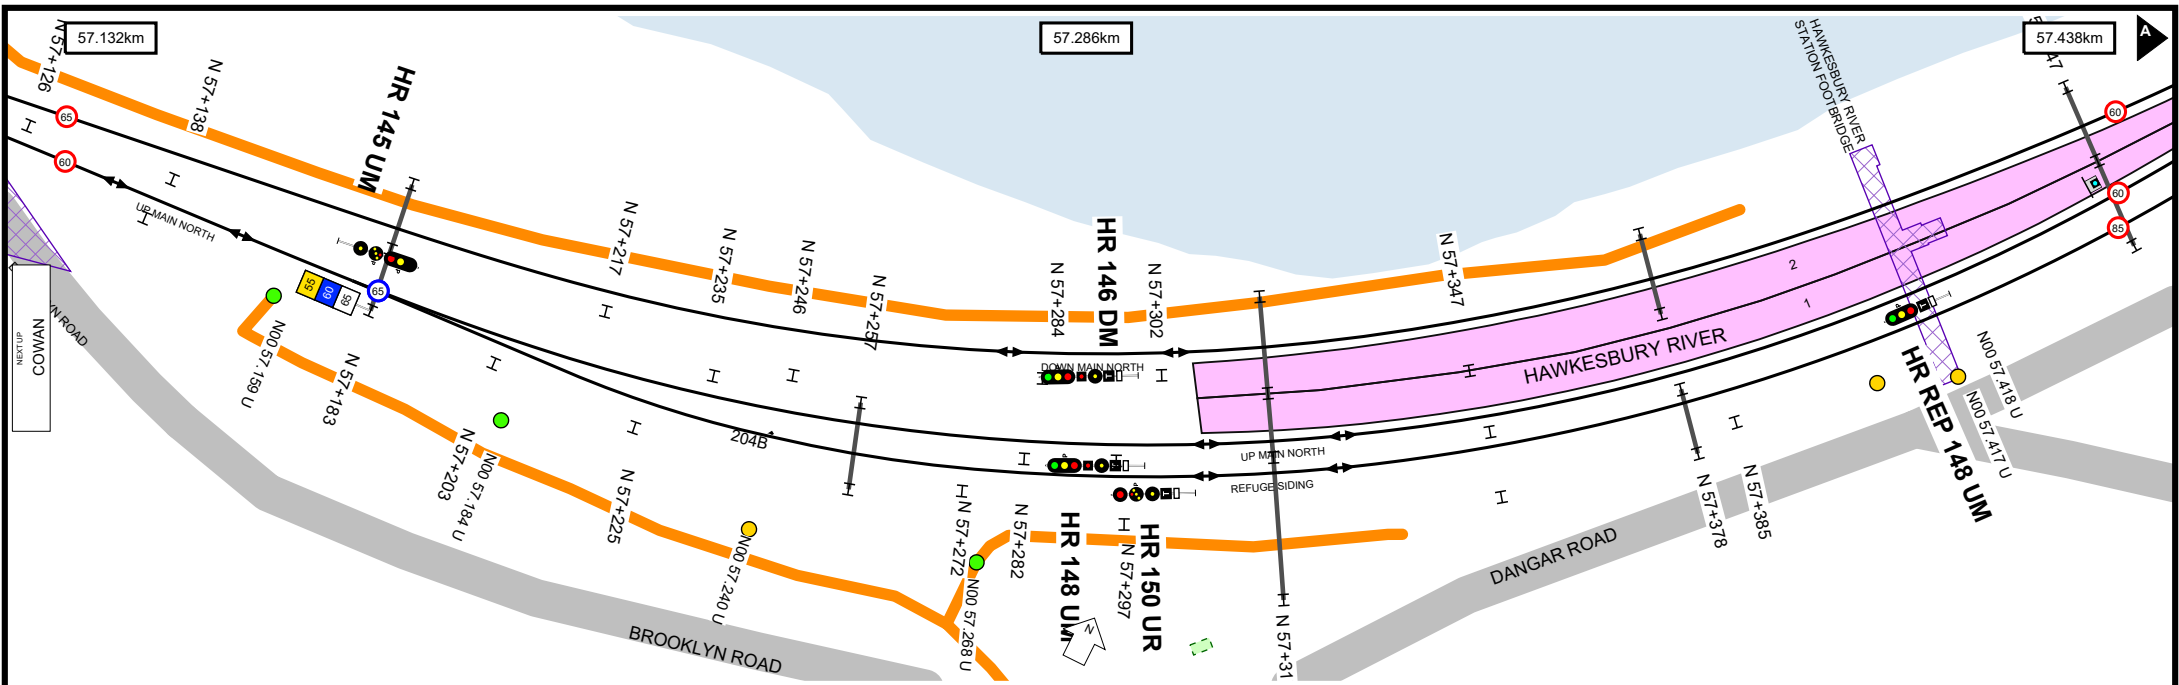 57.132km
57.286km
57.438km
A
N 57+126
N 57+138
HR 145 UM
65
60
UP MAIN NORTH
55
60
65
65
NEXT UP
COWAN
N00 57.159 U
N 57+183
N 57+203
N00 57.184 U
N 57+217
N 57+225
N 57+235
N 57+246
N 57+257
204B
N00 57.240 U
BROOKLYN ROAD
N 57+272
N00 57.268 U
N 57+282
N 57+284
HR 146 DM
N 57+302
DOWN MAIN NORTH
HR 148 UM
N 57+297
HR 150 UR
N
UP MAIN NORTH
REFUGE SIDING
N 57+31
N 57+347
HAWKESBURY RIVER
2
1
HAWKESBURY RIVER
STATION FOOTBRIDGE
HR REP 148 UM
N 57+378
N 57+385
DANGAR ROAD
N00 57.418 U
N00 57.417 U
60
60
85